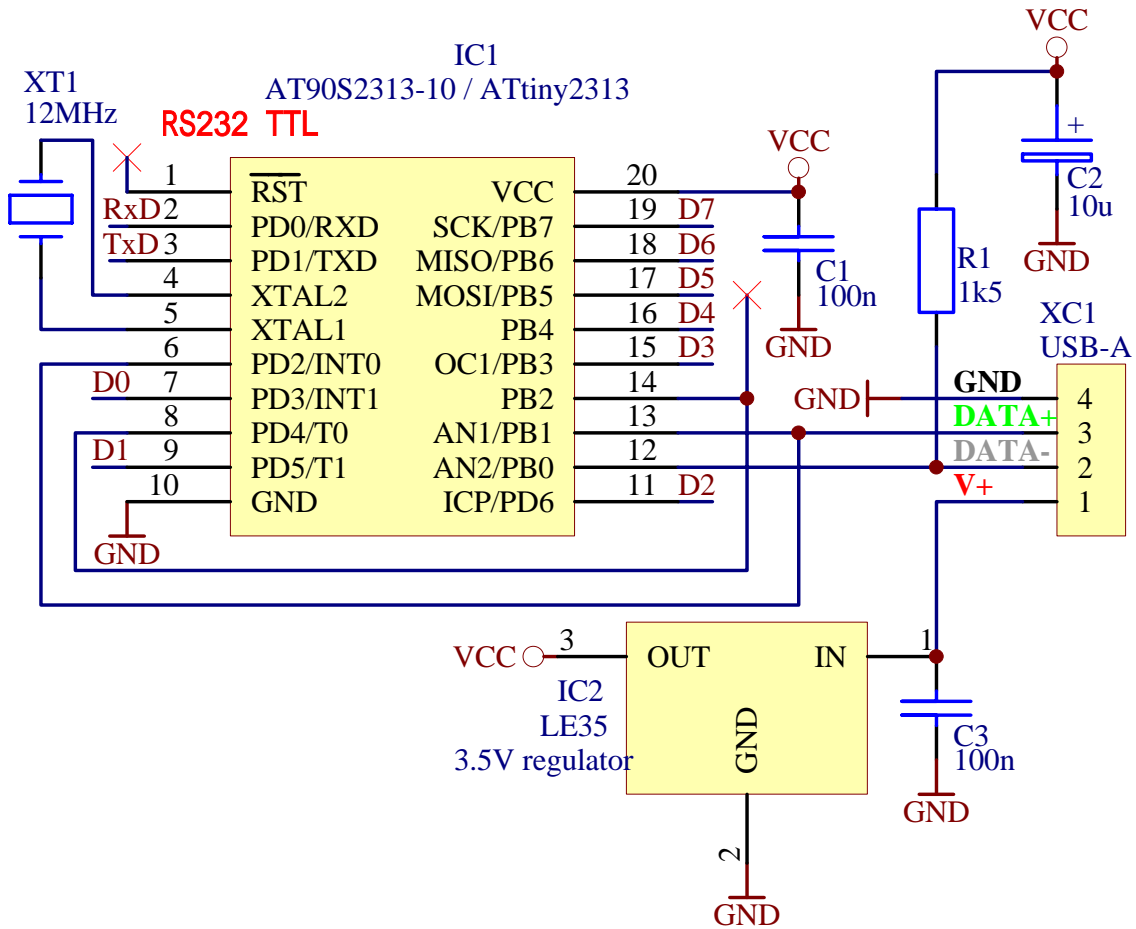 VCC
IC1
AT90S2313-10 / ATtiny2313
XT1
12MHz
RS232 TTL
+
C2
10u
GND
VCC
C1
100n
GND
R1
1k5
1 RST VCC 20
RxD 2 PD0/RXD SCK/PB7 19 D7
TxD 3 PD1/TXD MISO/PB6 18 D6
4 XTAL2 MOSI/PB5 17 D5
5 XTAL1 PB4 16 D4
6 PD2/INT0 OC1/PB3 15 D3
D0 7 PD3/INT1 PB2 14
8 PD4/T0 AN1/PB1 13
D1 9 PD5/T1 AN2/PB0 12
10 GND ICP/PD6 11 D2
GND
XC1
USB-A
GND GND 4
DATA+ 3
DATA- 2
V+ 1
VCC 3 OUT IN 1
GND
IC2
LE35
3.5V regulator
C3
100n
GND
2
GND